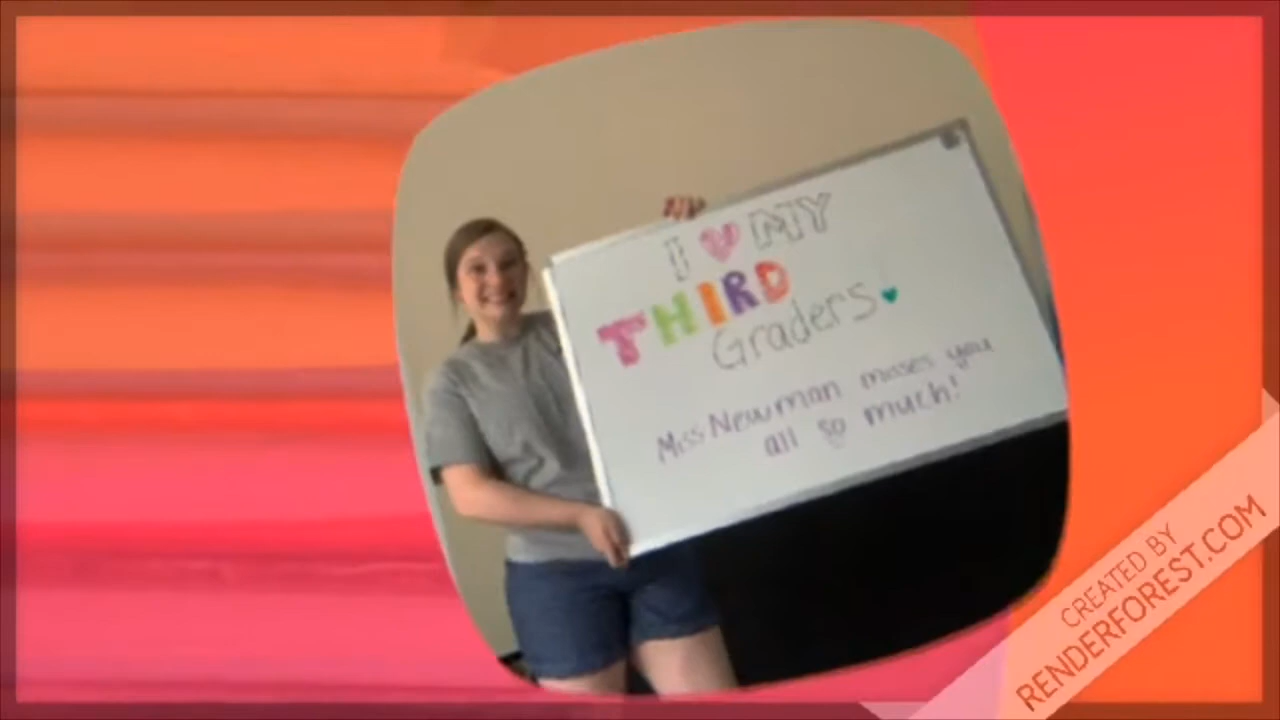 I ♥ MY
THIRD
Graders!
Miss Newman misses you
all so much!
CREATED BY
RENDERFOREST.COM